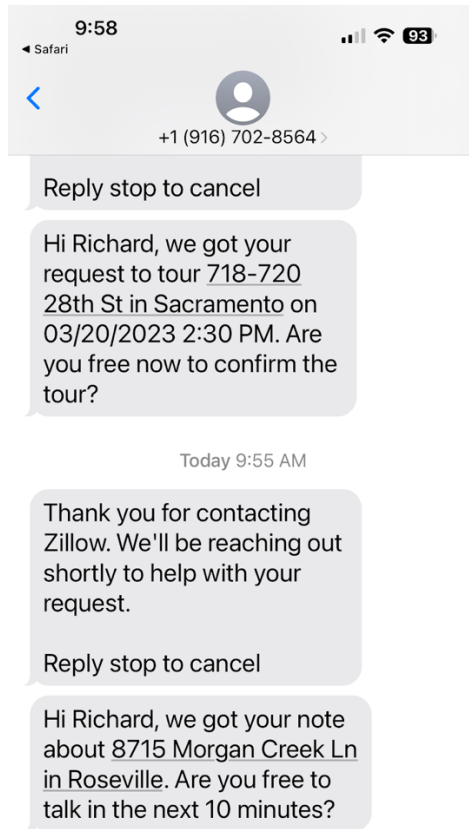 9:58
93
◀ Safari
+1 (916) 702-8564 >
Reply stop to cancel
Hi Richard, we got your
request to tour 718-720
28th St in Sacramento on
03/20/2023 2:30 PM. Are
you free now to confirm the
tour?
Today 9:55 AM
Thank you for contacting
Zillow. We'll be reaching out
shortly to help with your
request.
Reply stop to cancel
Hi Richard, we got your note
about 8715 Morgan Creek Ln
in Roseville. Are you free to
talk in the next 10 minutes?